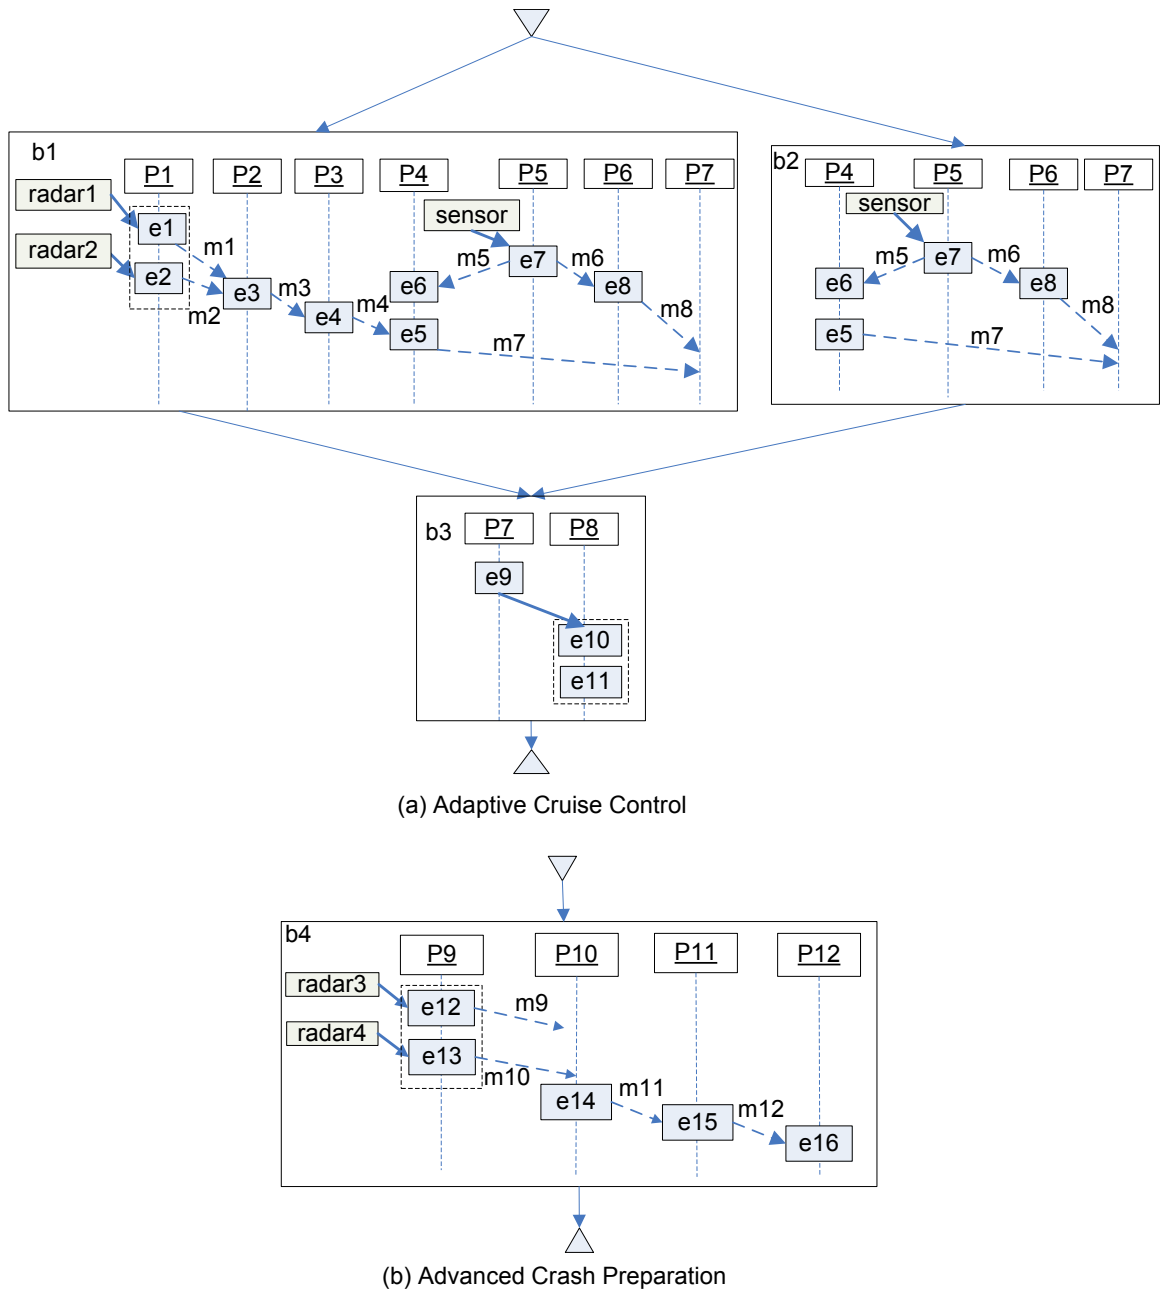 b1
P1 P2 P3 P4 P5 P6 P7
radar1
sensor
e1
radar2
m1
m5 m6
e7
e2
e3
m3
e6
e8
m2
e4
m4
e5
m8
m7
b2
P4 P5 P6 P7
sensor
m5
e7
m6
e6
e8
m8
e5
m7
b3
P7 P8
e9
e10
e11
(a) Adaptive Cruise Control
b4
P9 P10 P11 P12
radar3
e12
m9
radar4
e13
m10
e14
m11
e15
m12
e16
(b) Advanced Crash Preparation